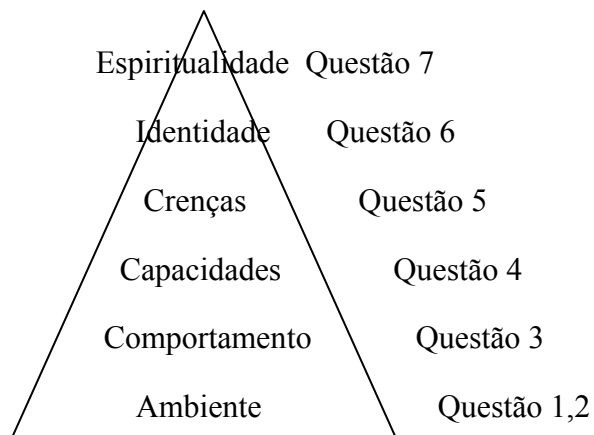 Espiritualidade Questão 7
Identidade Questão 6
Crenças Questão 5
Capacidades Questão 4
Comportamento Questão 3
Ambiente Questão 1,2